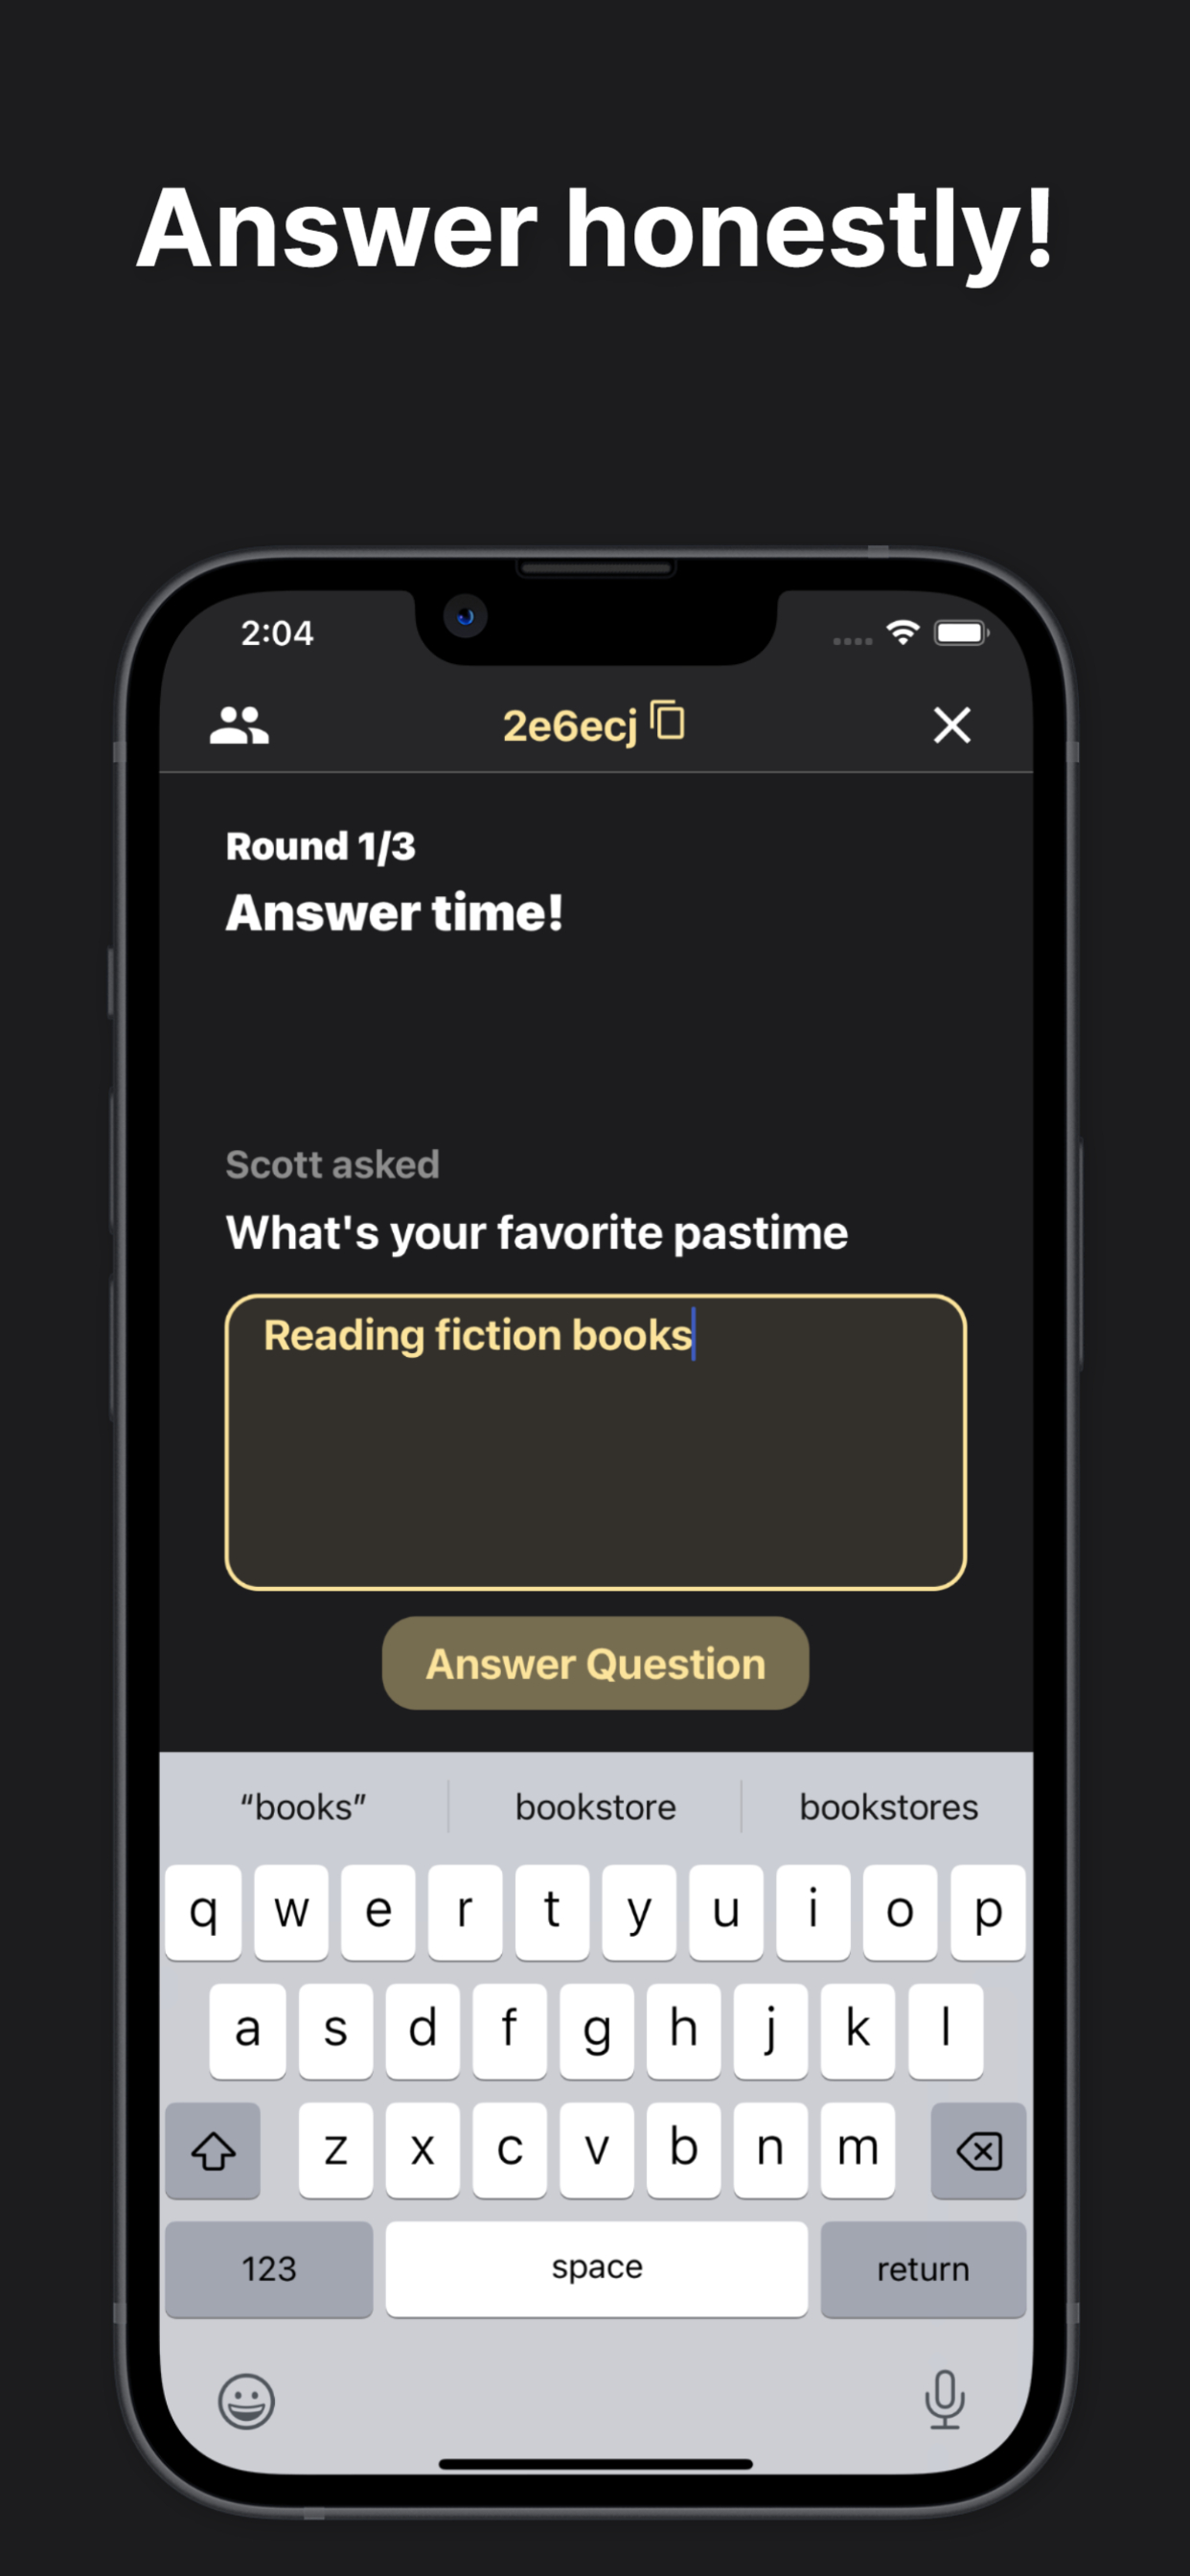 Answer honestly!
2:04
2e6ecj
Round 1/3
Answer time!
Scott asked
What's your favorite pastime
Reading fiction books
Answer Question
“books” bookstore bookstores
q w e r t y u i o p
a s d f g h j k l
z x c v b n m
123 space return